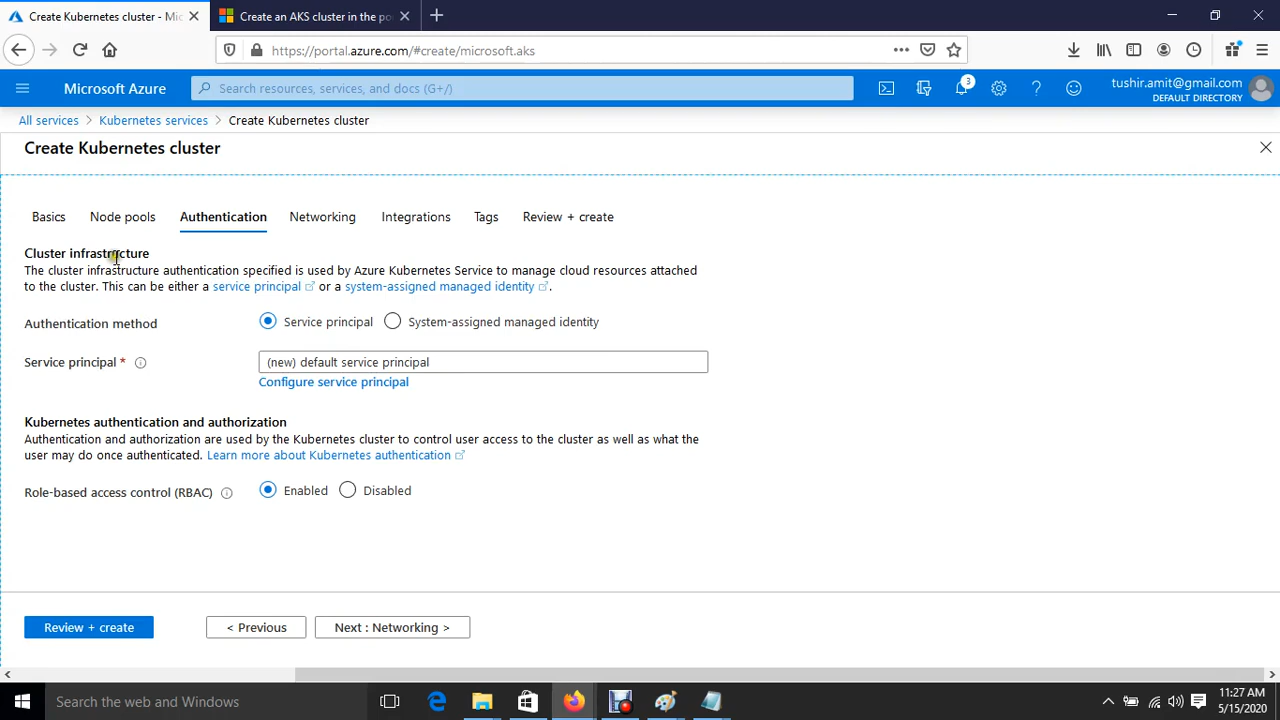 Create Kubernetes cluster - Mic
Create an AKS cluster in the po
https://portal.azure.com/#create/microsoft.aks
Microsoft Azure
Search resources, services, and docs (G+/)
3
tushir.amit@gmail.com
DEFAULT DIRECTORY
All services > Kubernetes services > Create Kubernetes cluster
Create Kubernetes cluster
Basics Node pools Authentication Networking Integrations Tags Review + create
Cluster infrastructure
The cluster infrastructure authentication specified is used by Azure Kubernetes Service to manage cloud resources attached
to the cluster. This can be either a service principal or a system-assigned managed identity .
Authentication method Service principal System-assigned managed identity
Service principal * (new) default service principal
Configure service principal
Kubernetes authentication and authorization
Authentication and authorization are used by the Kubernetes cluster to control user access to the cluster as well as what the
user may do once authenticated. Learn more about Kubernetes authentication
Role-based access control (RBAC) Enabled Disabled
Review + create < Previous Next : Networking >
Search the web and Windows
11:27 AM
5/15/2020